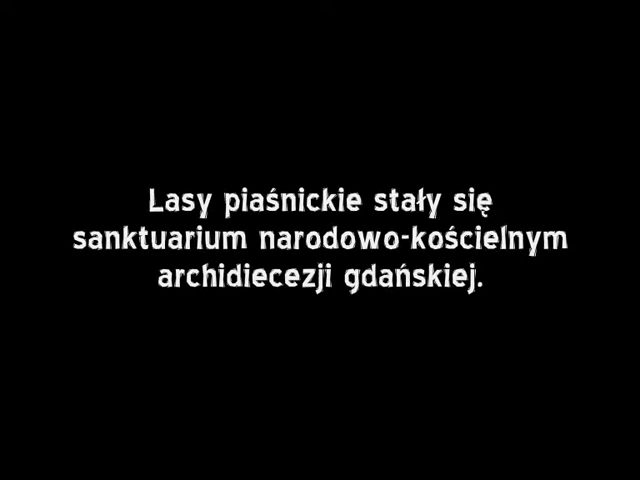 Lasy piaśnickie stały się
sanktuarium narodowo-kościelnym
archidiecezji gdańskiej.